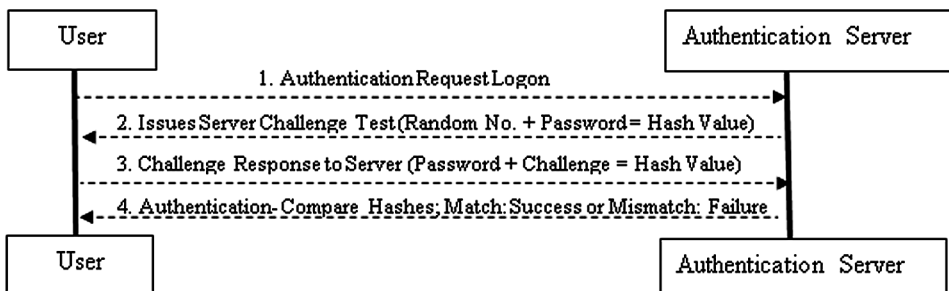 User
Authentication Server
1. Authentication Request Logon
2. Issues Server Challenge Test (Random No. + Password = Hash Value)
3. Challenge Response to Server (Password + Challenge = Hash Value)
4. Authentication- Compare Hashes; Match: Success or Mismatch: Failure
User
Authentication Server